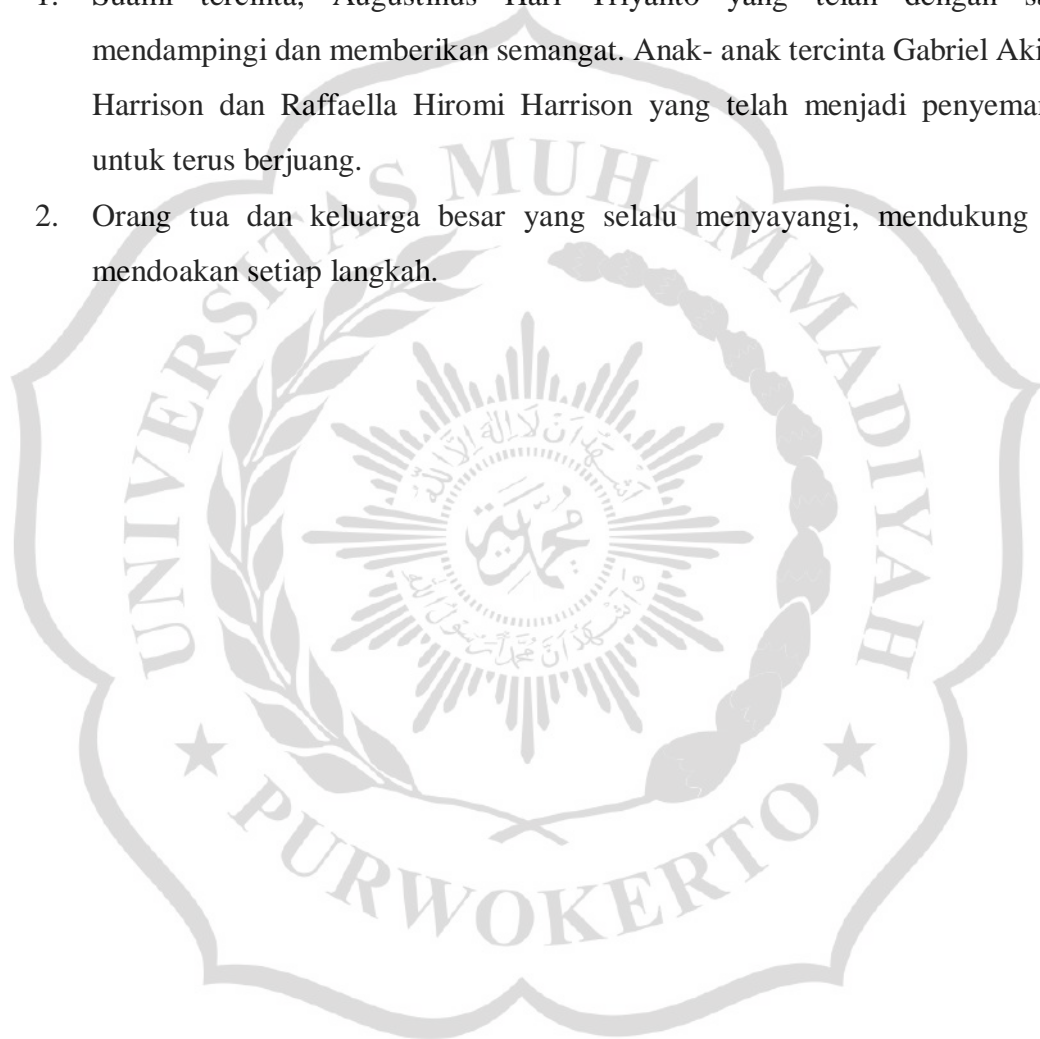 1. Suami tercinta, Augustinus Hari Triyanto yang telah dengan
mendampingi dan memberikan semangat. Anak- anak tercinta Gabriel
Harrison dan Raffaella Hiromi Harrison yang telah menjadi
untuk terus berjuang.
2. Orang tua dan keluarga besar yang selalu menyayangi, mendukung
mendoakan setiap langkah.
UNIVERSITAS MUHAMMADIYAH
PURWOKERTO